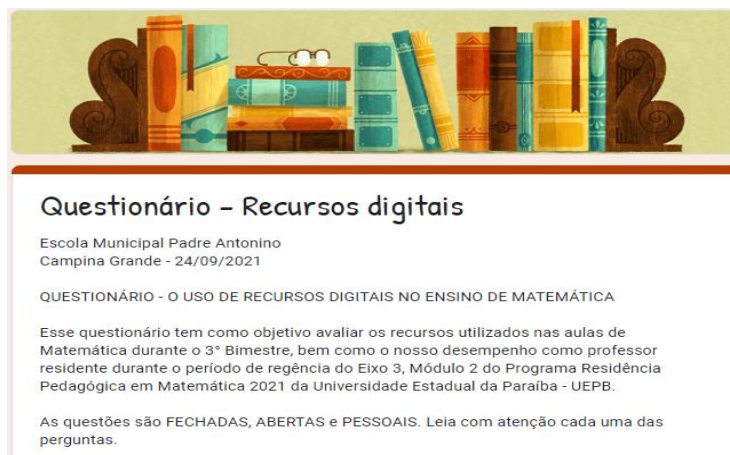 Questionário – Recursos digitais
Escola Municipal Padre Antonino
Campina Grande - 24/09/2021
QUESTIONÁRIO - O USO DE RECURSOS DIGITAIS NO ENSINO DE MATEMÁTICA
Esse questionário tem como objetivo avaliar os recursos utilizados nas aulas de
Matemática durante o 3° Bimestre, bem como o nosso desempenho como professor
residente durante o período de regência do Eixo 3, Módulo 2 do Programa Residência
Pedagógica em Matemática 2021 da Universidade Estadual da Paraíba - UEPB.
As questões são FECHADAS, ABERTAS e PESSOAIS. Leia com atenção cada uma das
perguntas.